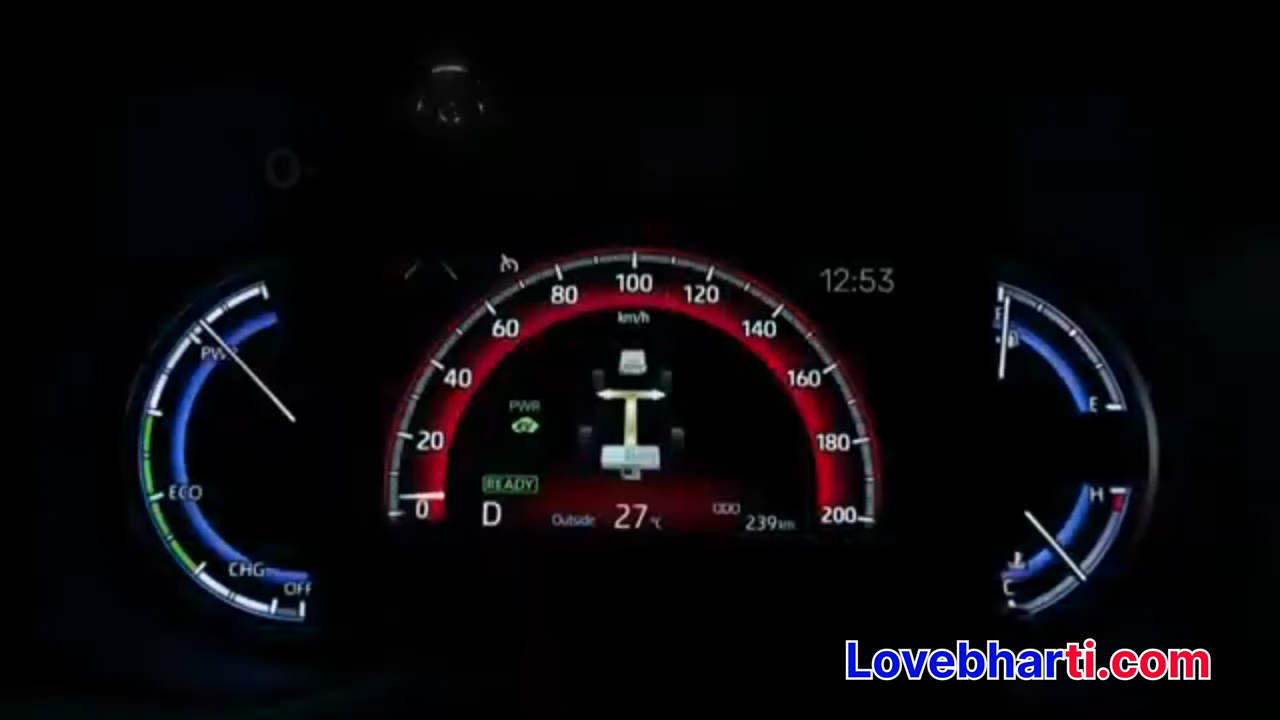 12:53
100
80
120
60
140
km/h
PWR
40
160
E
PWR
20
180
READY
ECO
H
0
D
Outside
27°C
ODO
239km
200
CHG
OFF
C
Lovebharti.com